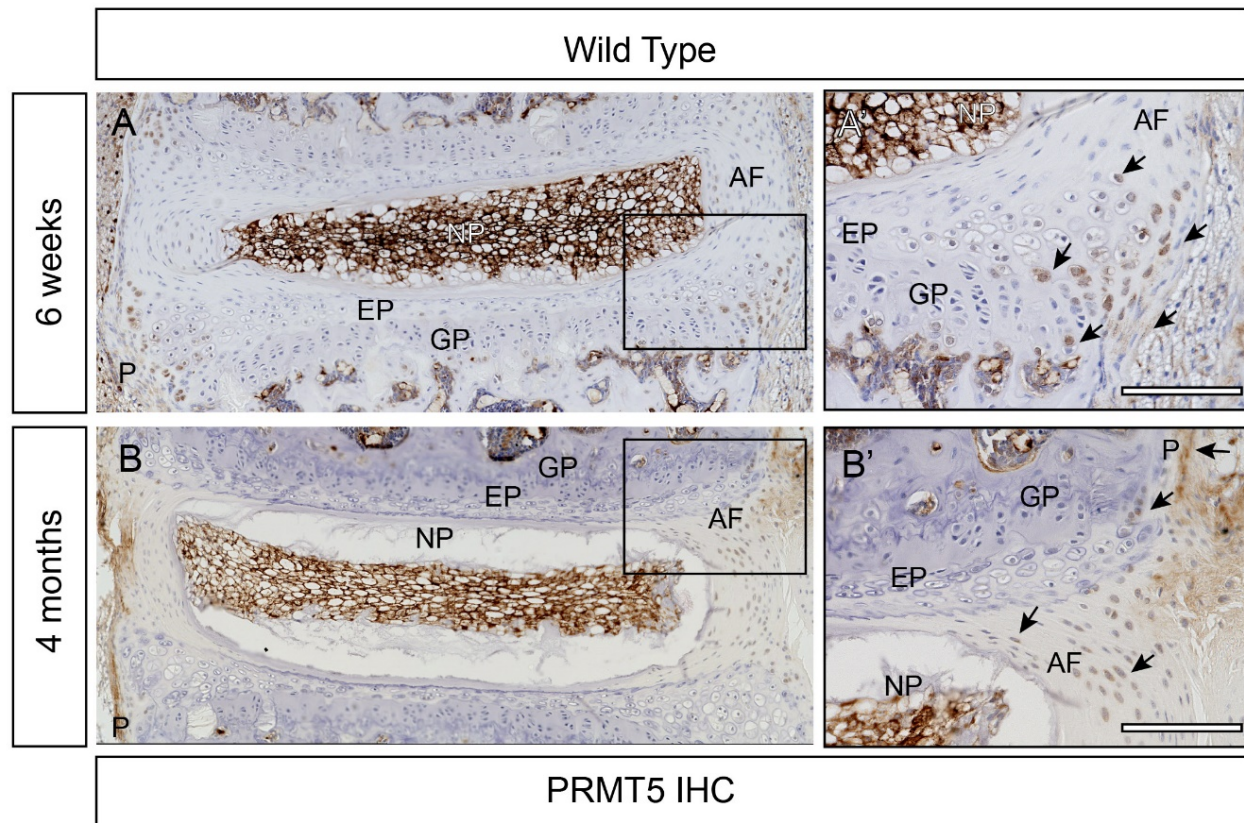 Wild Type
6 weeks
A
NP
AF
EP
GP
P
A'
NP
AF
EP
GP
4 months
B
GP
EP
NP
AF
P
B'
P
GP
EP
AF
NP
PRMT5 IHC